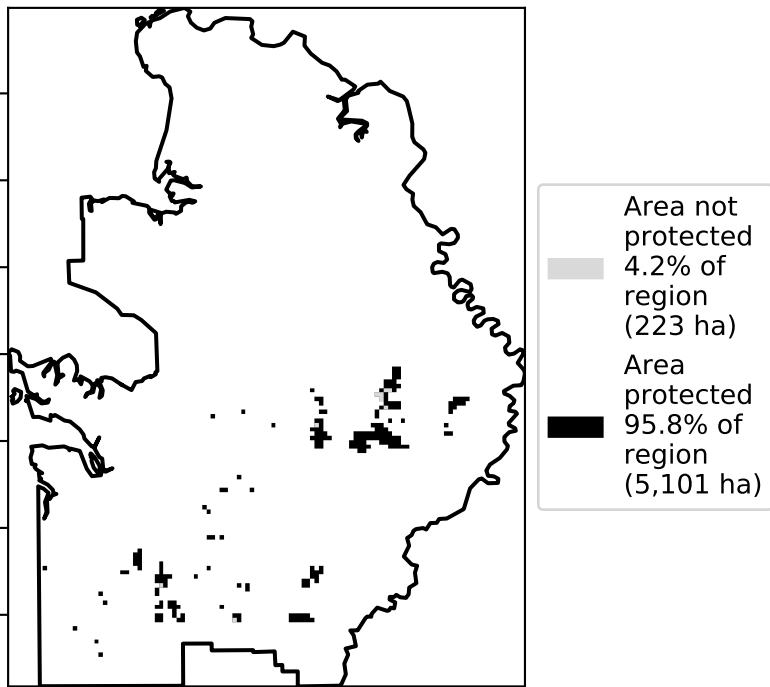 Area not
protected
4.2% of
region
(223 ha)
Area
protected
95.8% of
region
(5,101 ha)